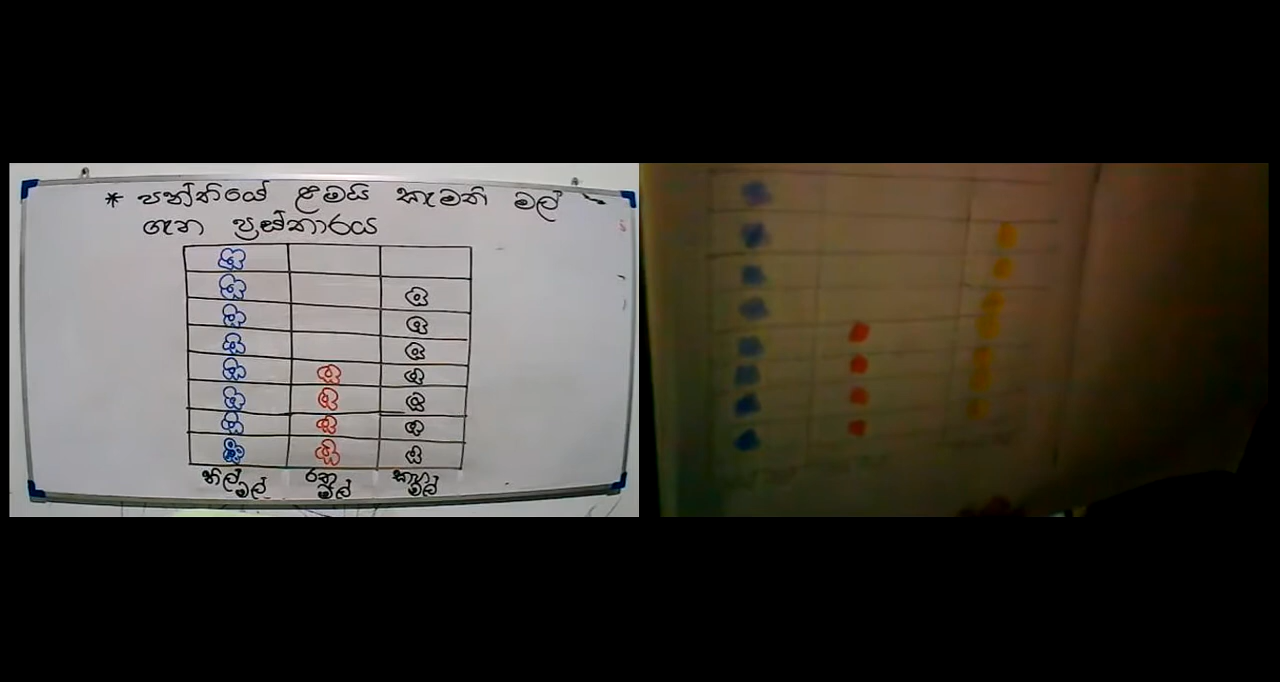 * පන්තියේ ළමයි කැමති මල්
ගැන ප්‍රස්තාරය
නිල් මල්
රතු මල්
කහ මල්